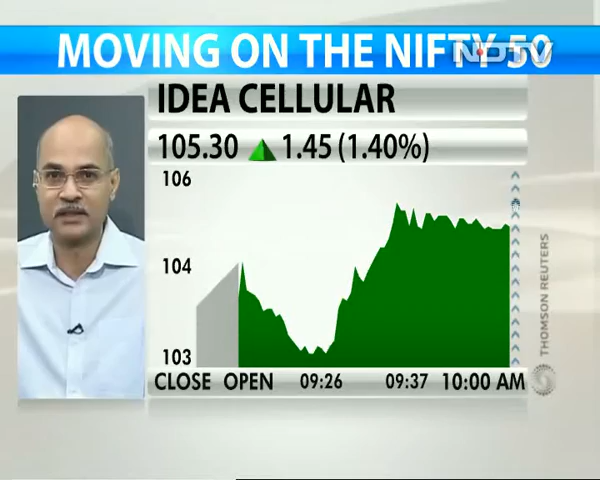 MOVING ON THE NIFTY 50
NDTV
IDEA CELLULAR
105.30 1.45 (1.40%)
106
104
103
CLOSE OPEN 09:26 09:37 10:00 AM
THOMSON REUTERS